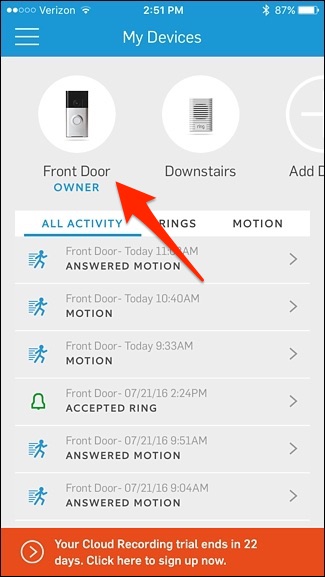 Verizon 2:51 PM 87%
My Devices
ring
Front Door
OWNER
Downstairs
Add D
ALL ACTIVITY RINGS MOTION
Front Door- Today
ANSWERED MOTION
Front Door- Today 10:40AM
MOTION
Front Door- Today 9:33AM
MOTION
Front Door- 07/21/16 2:24PM
ACCEPTED RING
Front Door- 07/21/16 9:51AM
ANSWERED MOTION
Front Door- 07/21/16 9:04AM
ANSWERED MOTION
Your Cloud Recording trial ends in 22
days. Click here to sign up now.